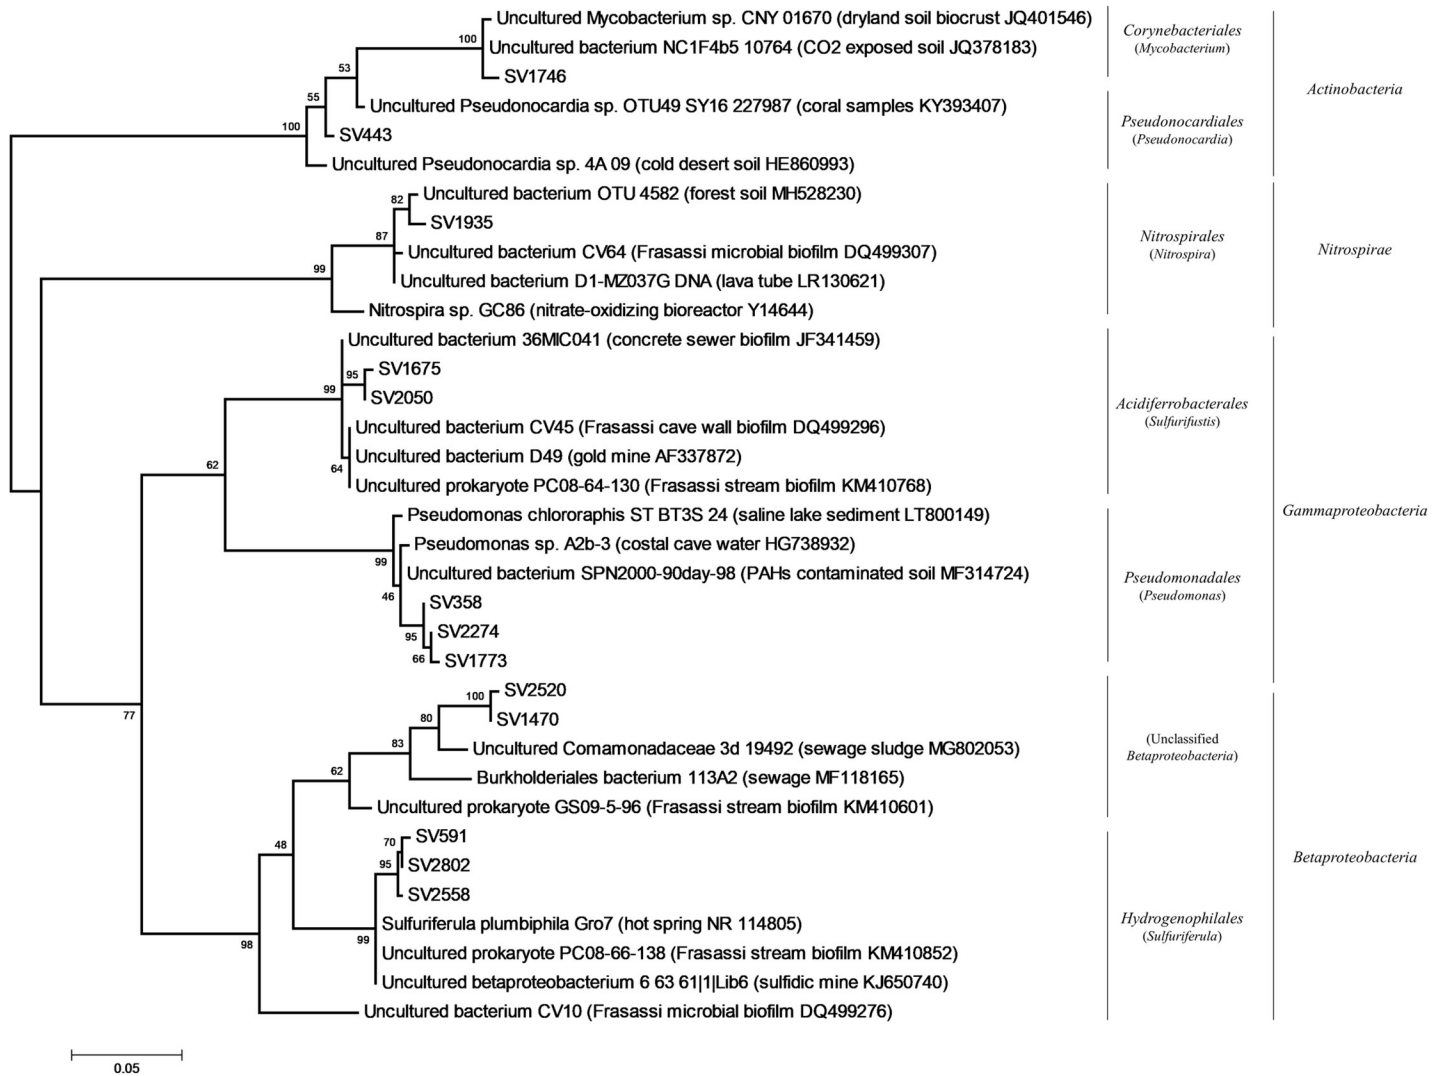 Uncultured Mycobacterium sp. CNY 01670 (dryland soil biocrust JQ401546)
100
Uncultured bacterium NC1F4b5 10764 (CO2 exposed soil JQ378183)
53
SV1746
55
Uncultured Pseudonocardia sp. OTU49 SY16 227987 (coral samples KY393407)
100
SV443
Uncultured Pseudonocardia sp. 4A 09 (cold desert soil HE860993)
Corynebacteriales
(Mycobacterium)
Pseudonocardiales
(Pseudonocardia)
Actinobacteria
Uncultured bacterium OTU 4582 (forest soil MH528230)
82
SV1935
87
Uncultured bacterium CV64 (Frasassi microbial biofilm DQ499307)
99
Uncultured bacterium D1-MZ037G DNA (lava tube LR130621)
Nitrospira sp. GC86 (nitrate-oxidizing bioreactor Y14644)
Nitrospirales
(Nitrospira)
Nitrospirae
Uncultured bacterium 36MIC041 (concrete sewer biofilm JF341459)
SV1675
95
99
SV2050
Uncultured bacterium CV45 (Frasassi cave wall biofilm DQ499296)
Uncultured bacterium D49 (gold mine AF337872)
62
64
Uncultured prokaryote PC08-64-130 (Frasassi stream biofilm KM410768)
Acidiferrobacterales
(Sulfurifustis)
Pseudomonas chlororaphis ST BT3S 24 (saline lake sediment LT800149)
Pseudomonas sp. A2b-3 (costal cave water HG738932)
99
Uncultured bacterium SPN2000-90day-98 (PAHs contaminated soil MF314724)
46
SV358
SV2274
95
66
SV1773
Pseudomonadales
(Pseudomonas)
Gammaproteobacteria
77
SV2520
100
SV1470
80
Uncultured Comamonadaceae 3d 19492 (sewage sludge MG802053)
83
62
Burkholderiales bacterium 113A2 (sewage MF118165)
Uncultured prokaryote GS09-5-96 (Frasassi stream biofilm KM410601)
(Unclassified
Betaproteobacteria)
SV591
48
70
95
SV2802
SV2558
Sulfuriferula plumbiphila Gro7 (hot spring NR 114805)
98
99
Uncultured prokaryote PC08-66-138 (Frasassi stream biofilm KM410852)
Uncultured betaproteobacterium 6 63 61|1|Lib6 (sulfidic mine KJ650740)
Uncultured bacterium CV10 (Frasassi microbial biofilm DQ499276)
Hydrogenophilales
(Sulfuriferula)
Betaproteobacteria
0.05